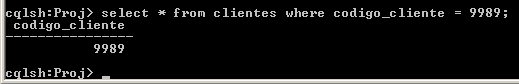 cqlsh:Proj> select * from clientes where codigo_cliente = 9989;
codigo_cliente
----------------
9989
cqlsh:Proj> _